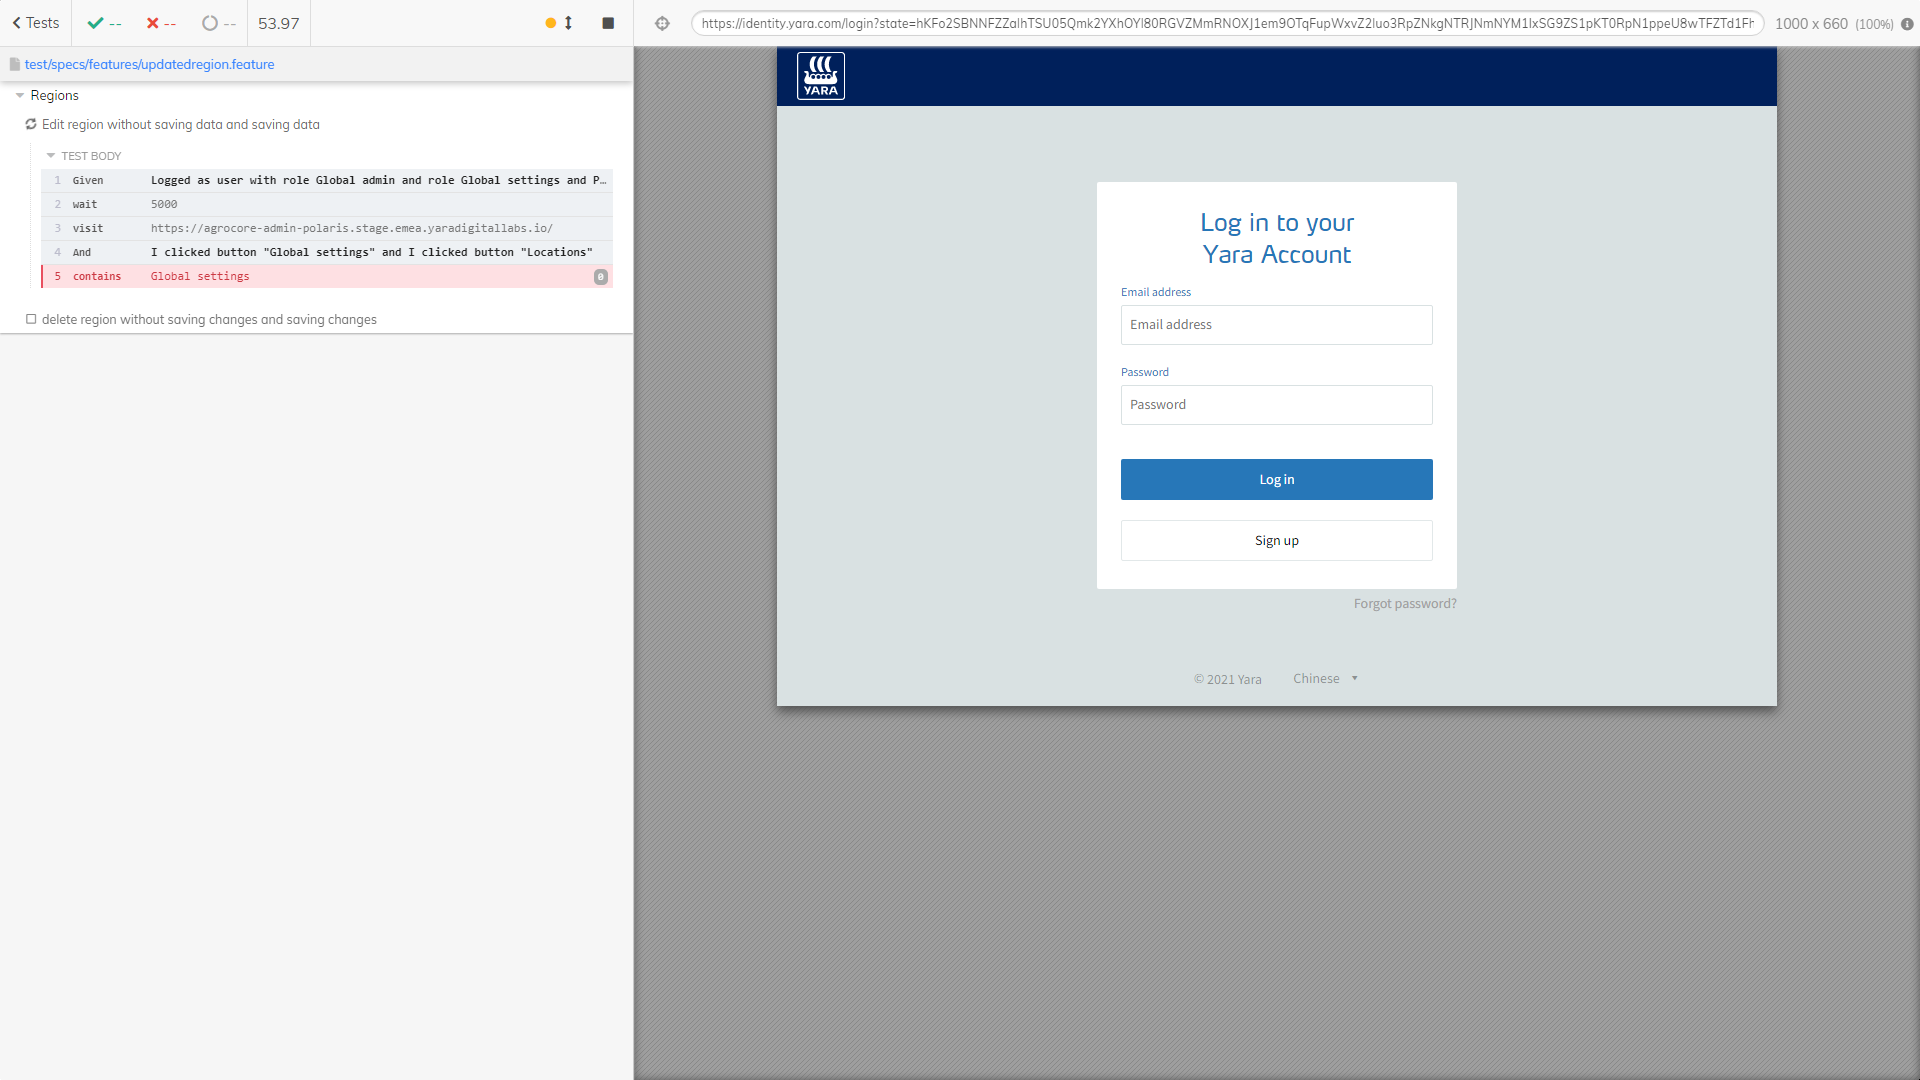 Tests
--
--
--
53.97
https://identity.yara.com/login?state=
1000 x 660 (100%)
test/specs/features/updatedregion.feature
Regions
Edit region without saving data and saving data
TEST BODY
1 Given Logged as user with role Global admin and role Global settings and P…
2 wait 5000
3 visit https://agrocore-admin-polaris.stage.emea.yaradigitallabs.io/
4 And I clicked button "Global settings" and I clicked button "Locations"
5 contains Global settings 0
delete region without saving changes and saving changes
YARA
Log in to your
Yara Account
Email address
Email address
Password
Password
Log in
Sign up
Forgot password?
© 2021 Yara Chinese